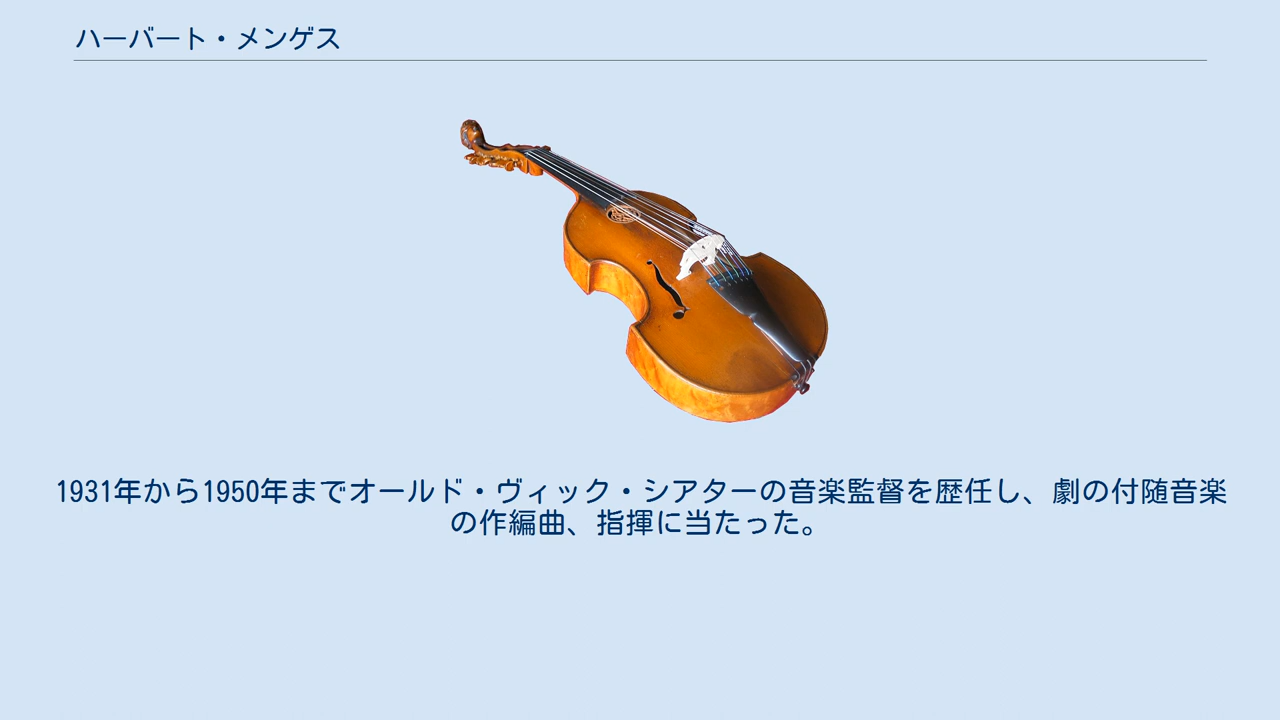 ハーバート・メンゲス
1931年から1950年までオールド・ヴィック・シアターの音楽監督を歴任し、劇の付随音楽
の作編曲、指揮に当たった。